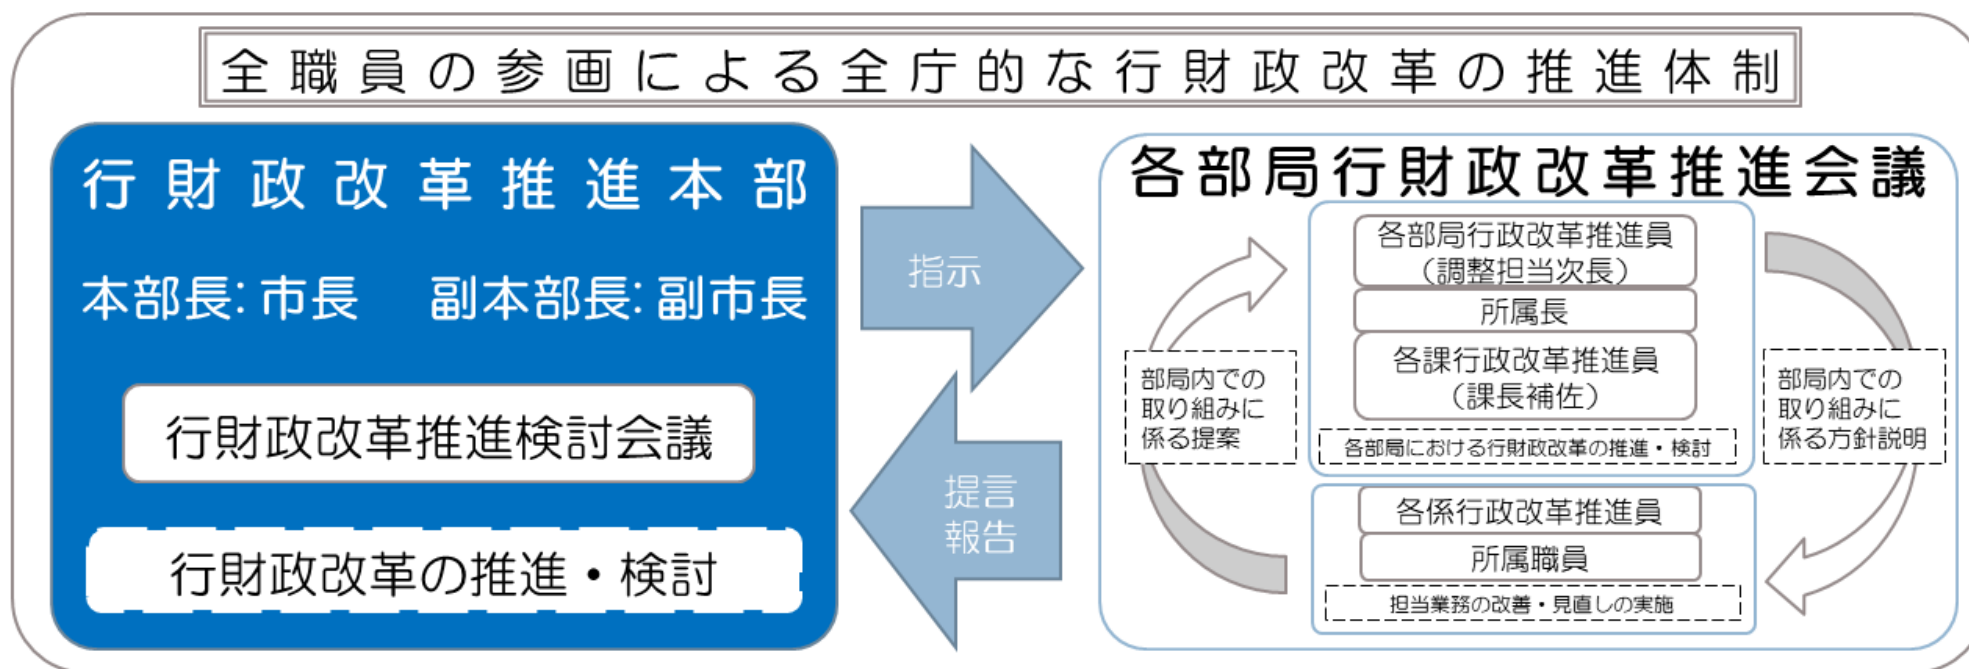 全職員の参画による全庁的な行財政改革の推進体制
行財政改革推進本部
本部長:市長　副本部長:副市長
行財政改革推進検討会議
行財政改革の推進・検討
指示
提言
報告
各部局行財政改革推進会議
各部局行政改革推進員
（調整担当次長）
所属長
各課行政改革推進員
（課長補佐）
各部局における行財政改革の推進・検討
部局内での
取り組みに
係る提案
部局内での
取り組みに
係る方針説明
各係行政改革推進員
所属職員
担当業務の改善・見直しの実施